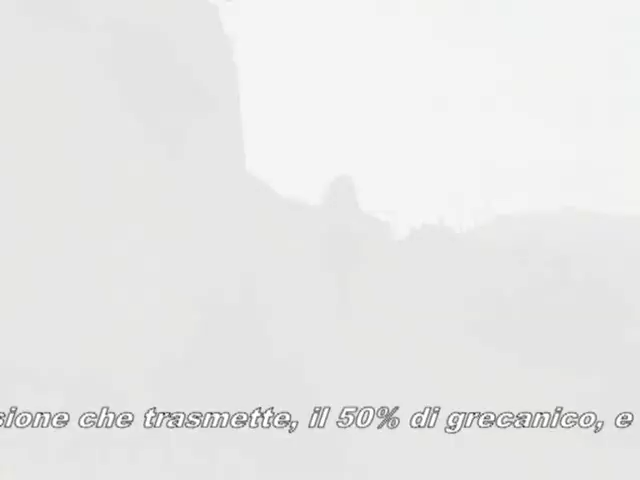 sione che trasmette, il 50% di grecanico, e